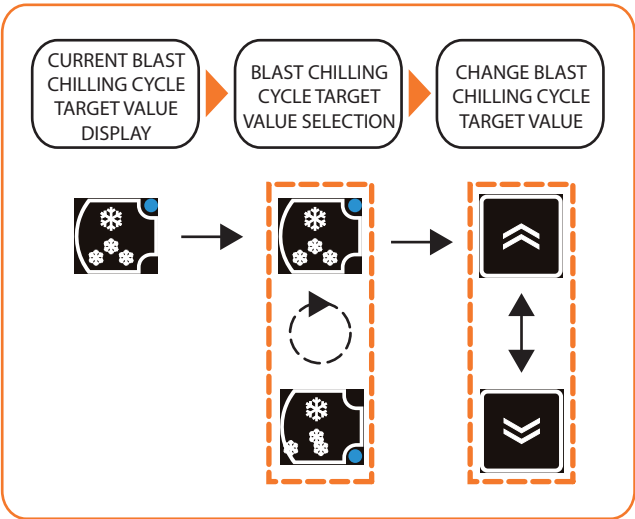 CURRENT BLAST
CHILLING CYCLE
TARGET VALUE
DISPLAY
BLAST CHILLING
CYCLE TARGET
VALUE SELECTION
CHANGE BLAST
CHILLING CYCLE
TARGET VALUE